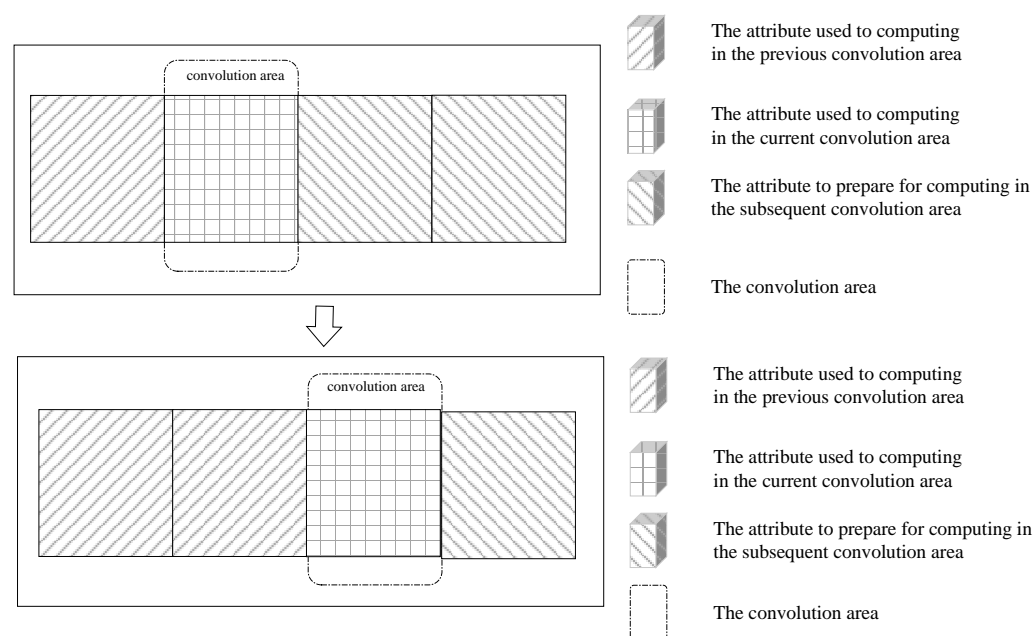 convolution area
The attribute used to computing
in the previous convolution area
The attribute used to computing
in the current convolution area
The attribute to prepare for computing in
the subsequent convolution area
The convolution area
convolution area
The attribute used to computing
in the previous convolution area
The attribute used to computing
in the current convolution area
The attribute to prepare for computing in
the subsequent convolution area
The convolution area